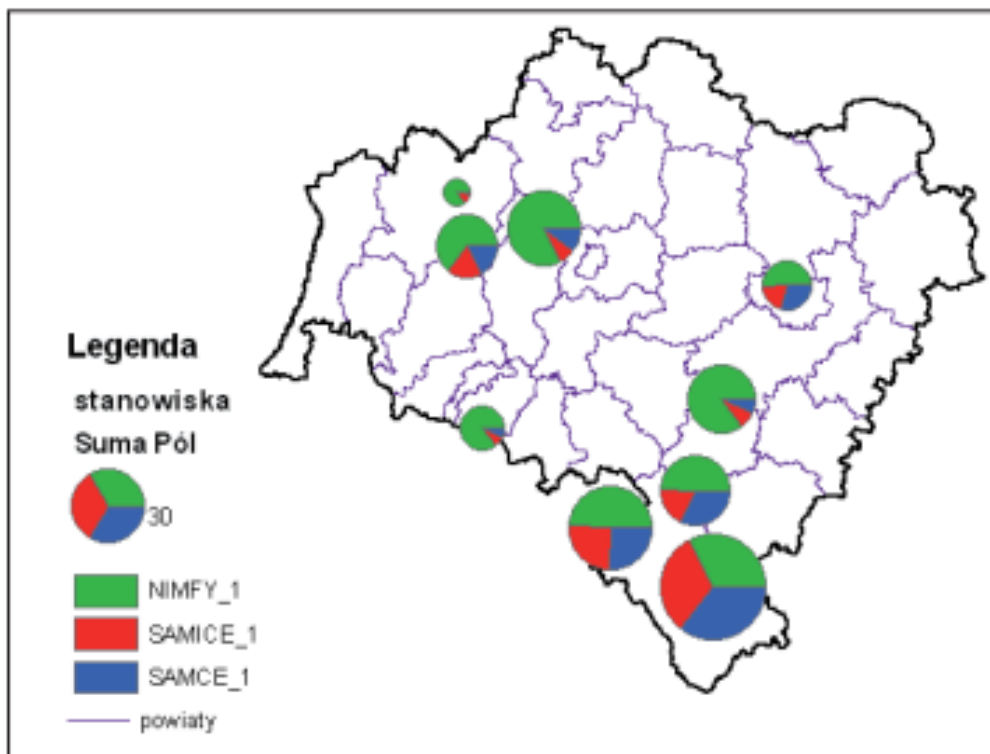 Legenda
stanowiska
Suma Pól
30
NIMFY_1
SAMICE_1
SAMCE_1
powiaty